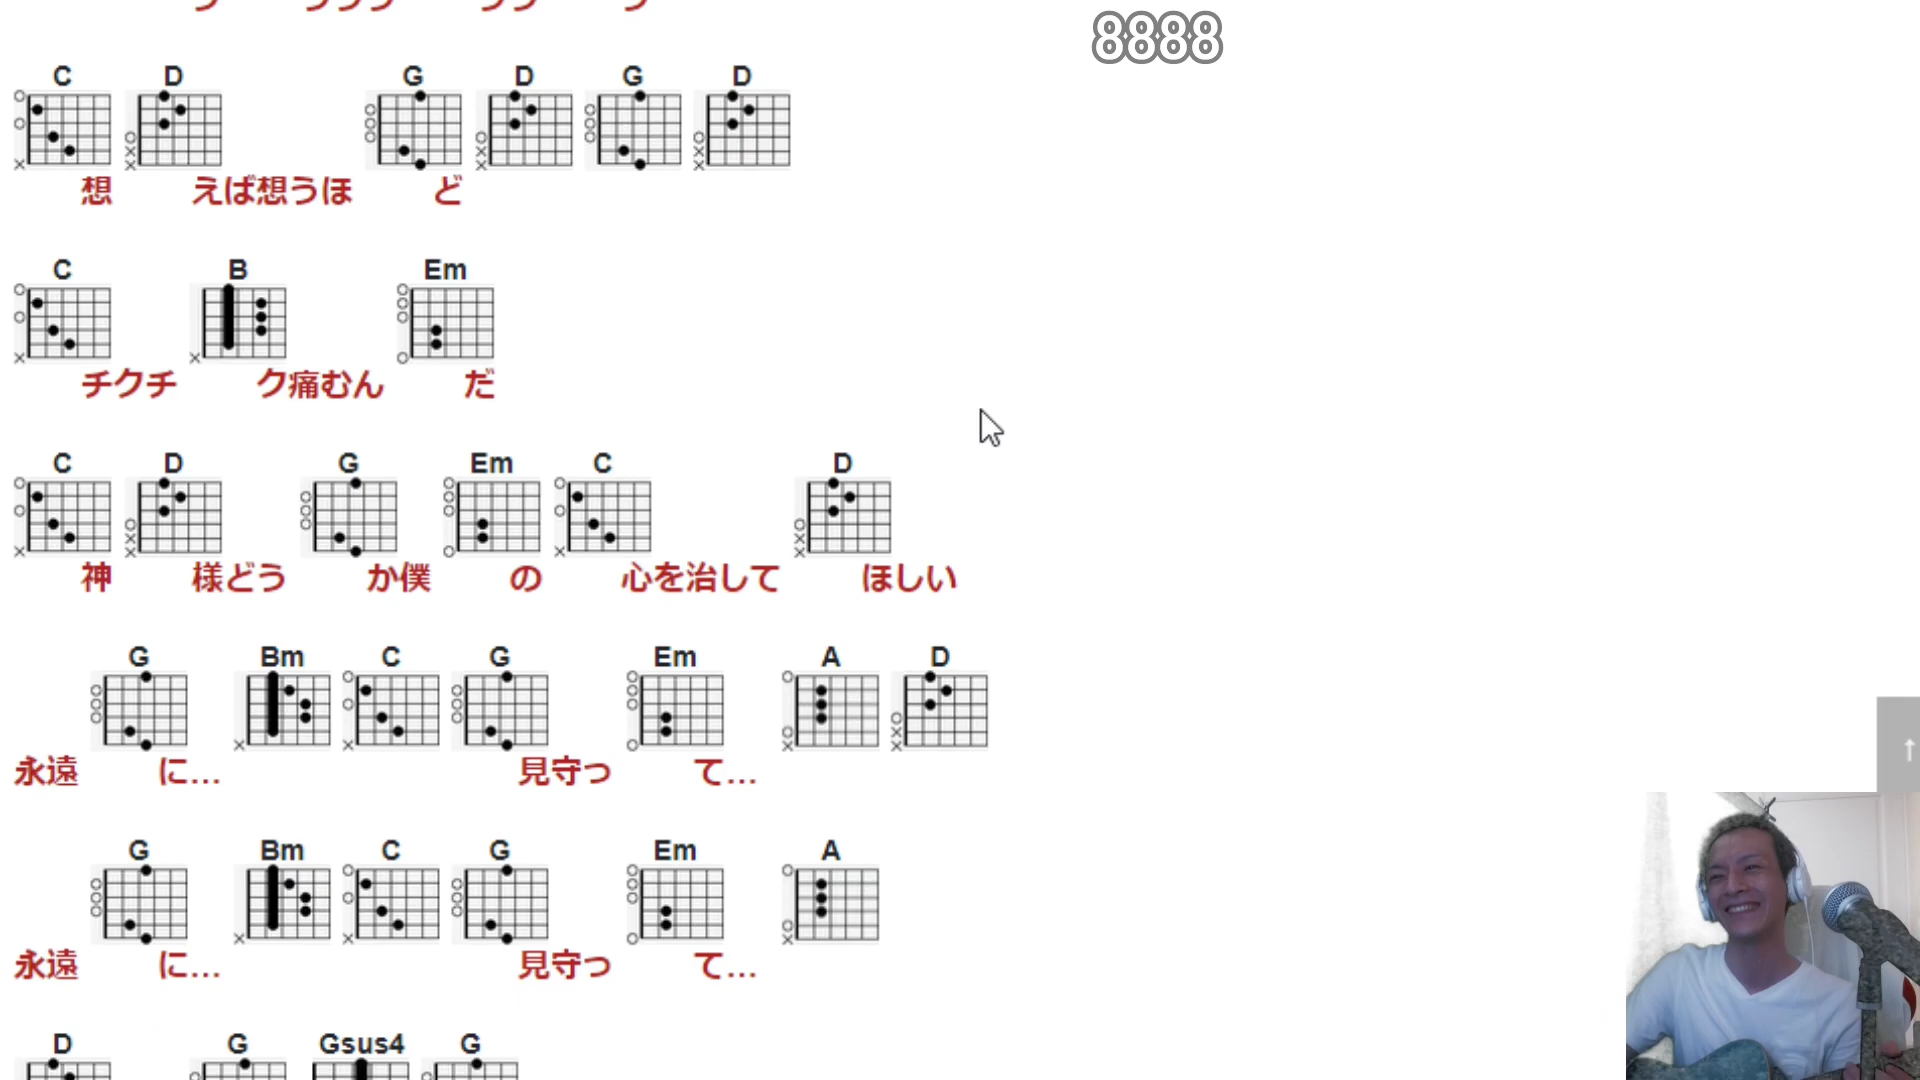 8888
C D G D G D
想 えば想うほ ど
C B Em
チクチ ク痛むん だ
C D G Em C D
神 様どう か僕 の 心を治して ほしい
G Bm C G Em A D
永遠 に… 見守っ て…
G Bm C G Em A
永遠 に… 見守っ て…
D G Gsus4 G
↑